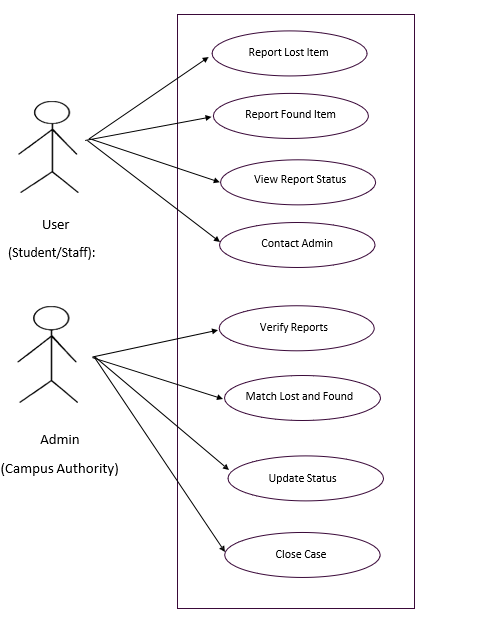 Report Lost Item
Report Found Item
View Report Status
Contact Admin
User
(Student/Staff):
Verify Reports
Match Lost and Found
Update Status
Close Case
Admin
(Campus Authority)